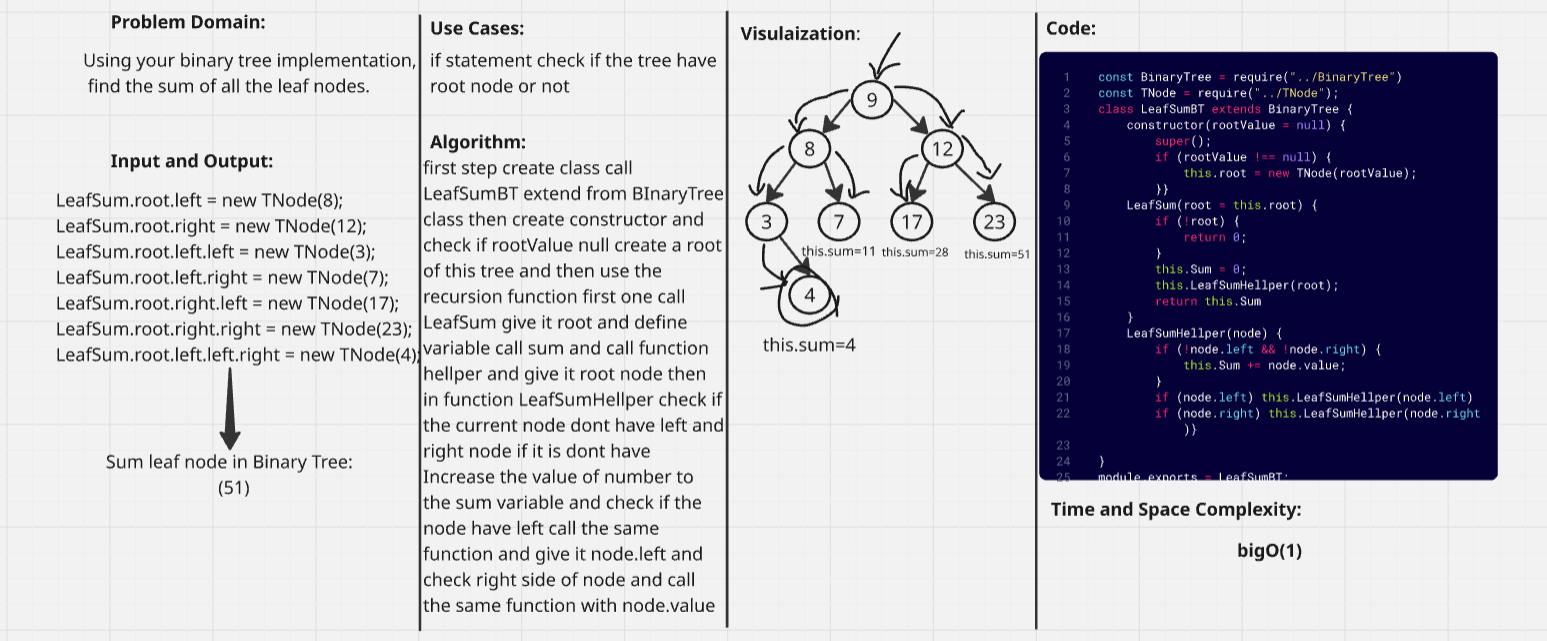 Problem Domain:
Using your binary tree implementation,
find the sum of all the leaf nodes.
Input and Output:
LeafSum.root.left = new TNode(8);
LeafSum.root.right = new TNode(12);
LeafSum.root.left.left = new TNode(3);
LeafSum.root.left.right = new TNode(7);
LeafSum.root.right.left = new TNode(17);
LeafSum.root.right.right = new TNode(23);
LeafSum.root.left.left.right = new TNode(4);
Sum leaf node in Binary Tree:
(51)
Use Cases:
if statement check if the tree have
root node or not
Algorithm:
first step create class call
LeafSumBT extend from BInaryTree
class then create constructor and
check if rootValue null create a root
of this tree and then use the
recursion function first one call
LeafSum give it root and define
variable call sum and call function
hellper and give it root node then
in function LeafSumHellper check if
the current node dont have left and
right node if it is dont have
Increase the value of number to
the sum variable and check if the
node have left call the same
function and give it node.left and
check right side of node and call
the same function with node.value
Visulaization:
9
8
12
3
7
17
23
this.sum=11
this.sum=28
this.sum=51
4
this.sum=4
Code:
1 const BinaryTree = require("../BinaryTree")
2 const TNode = require("../TNode");
3 class LeafSumBT extends BinaryTree {
4 constructor(rootValue = null) {
5 super();
6 if (rootValue !== null) {
7 this.root = new TNode(rootValue);
8 }}
9 LeafSum(root = this.root) {
10 if (!root) {
11 return 0;
12 }
13 this.Sum = 0;
14 this.LeafSumHellper(root);
15 return this.Sum
16 }
17 LeafSumHellper(node) {
18 if (!node.left && !node.right) {
19 this.Sum += node.value;
20 }
21 if (node.left) this.LeafSumHellper(node.left)
22 if (node.right) this.LeafSumHellper(node.right
)}
23
24 }
25 module.exports = LeafSumBT;
Time and Space Complexity:
bigO(1)